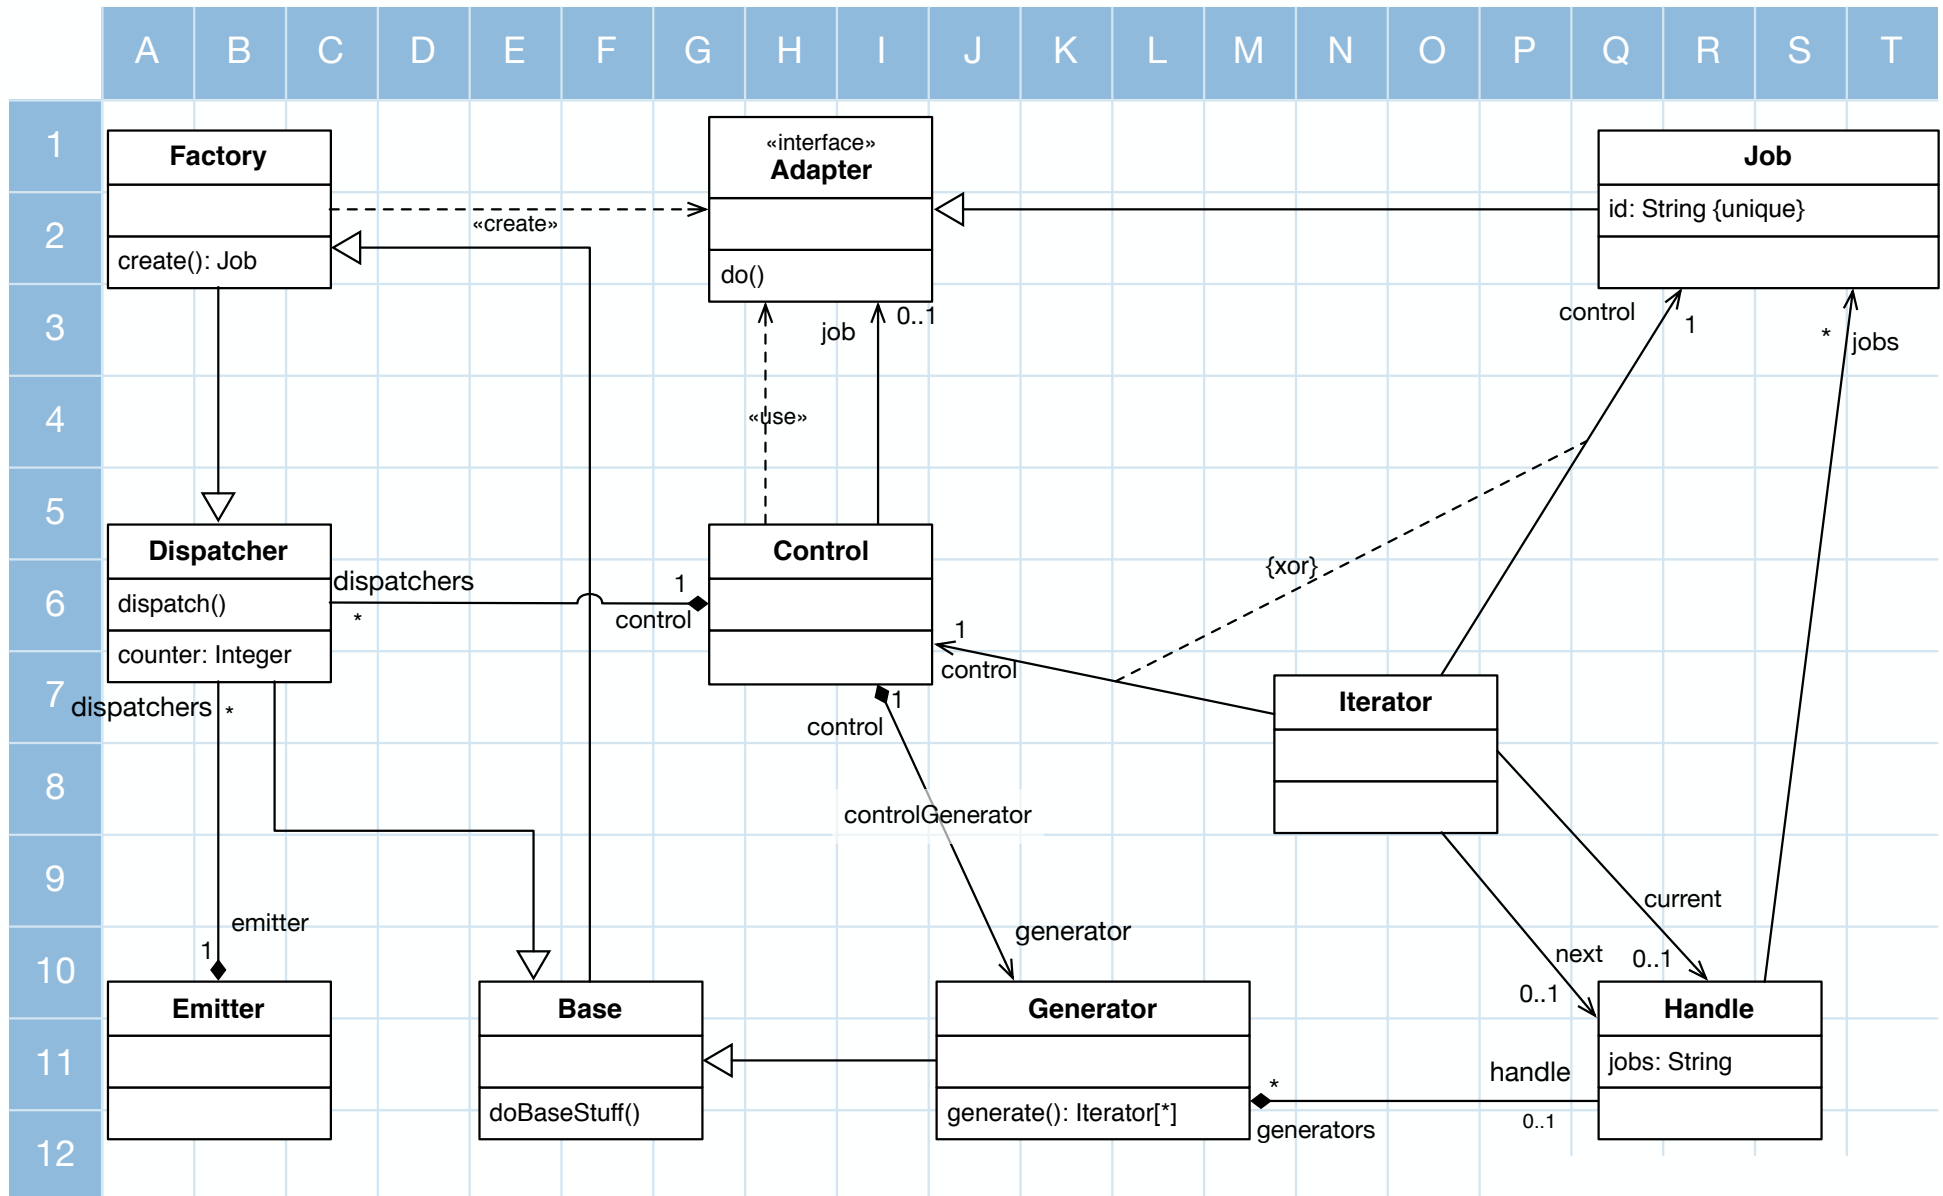 A B C D E F G H I J K L M N O P Q R S T
1
2
3
4
5
6
7
8
9
10
11
12
Factory
create(): Job
«create»
«interface»
Adapter
do()
Job
id: String {unique}
job
0..1
control
1
*
jobs
«use»
{xor}
Dispatcher
dispatch()
counter: Integer
dispatchers
*
1
control
Control
1
control
dispatchers
*
1
control
Iterator
controlGenerator
emitter
1
generator
current
next
0..1
0..1
Emitter
Base
doBaseStuff()
Generator
generate(): Iterator[*]
Handle
jobs: String
handle
*
0..1
generators